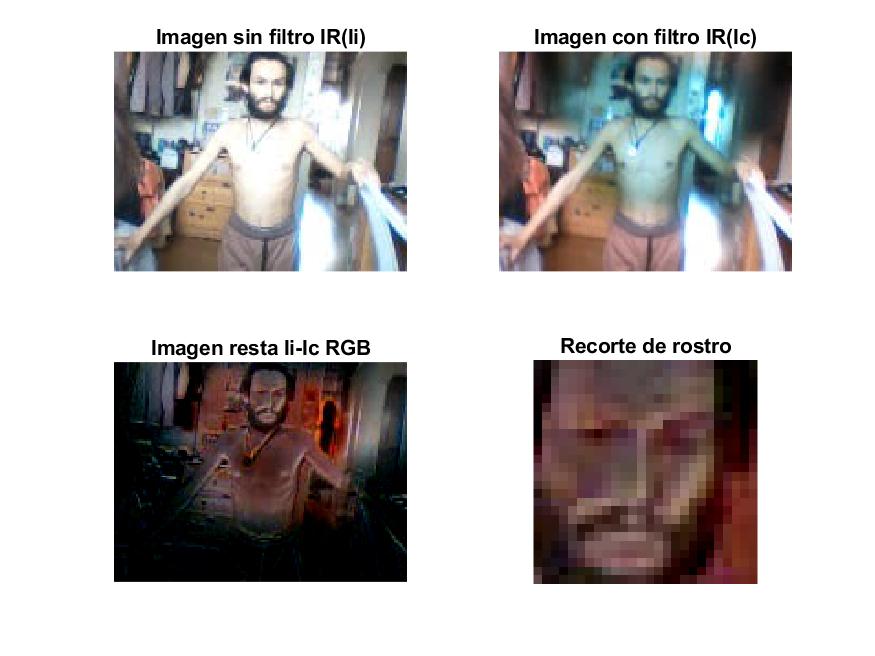 Imagen sin filtro IR(Ii)
Imagen con filtro IR(Ic)
Imagen resta Ii-Ic RGB
Recorte de rostro